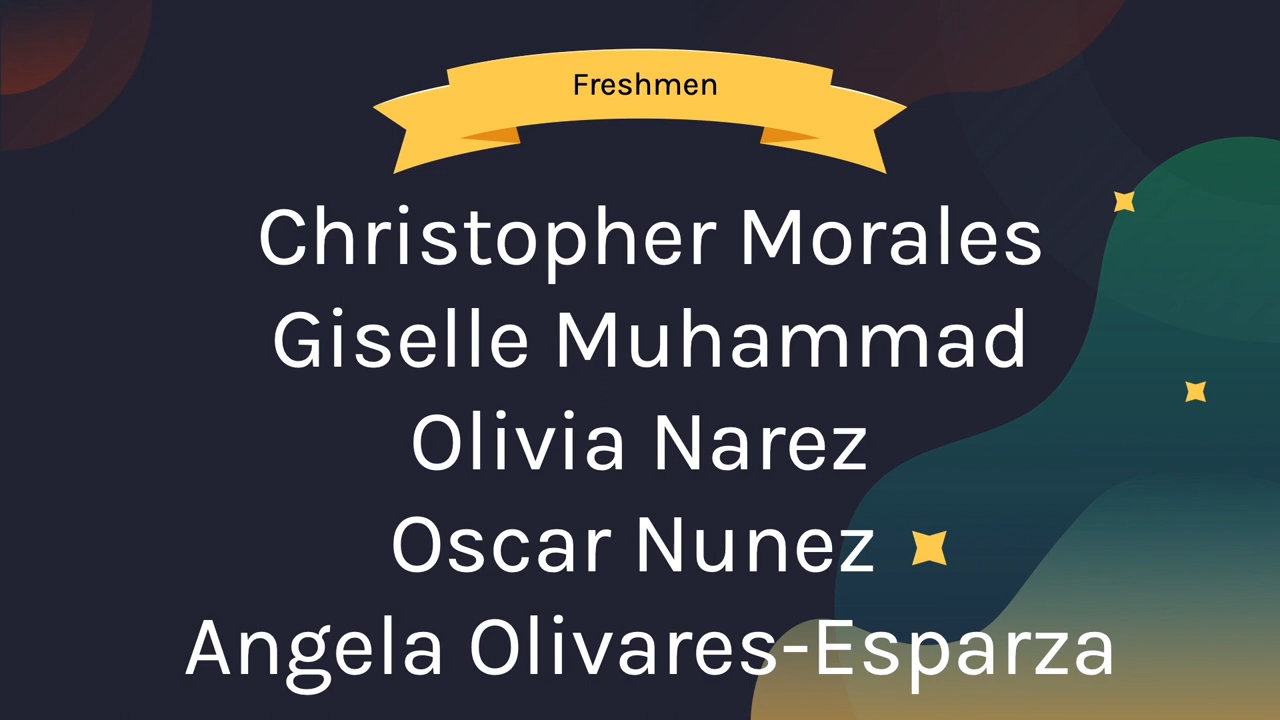 Freshmen
Christopher Morales
Giselle Muhammad
Olivia Narez
Oscar Nunez
Angela Olivares-Esparza